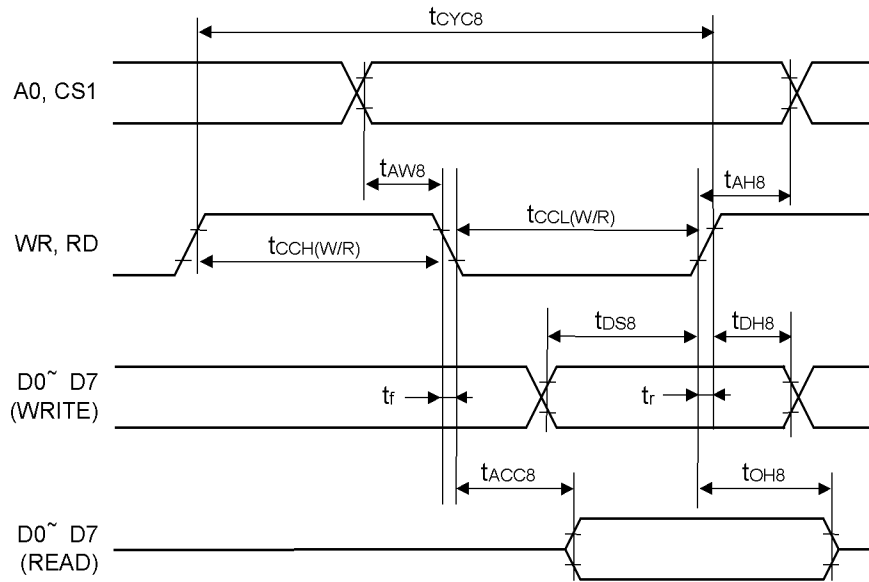 tCYC8
A0, CS1
tAW8
tAH8
WR, RD
tCCL(W/R)
tCCH(W/R)
tDS8
tDH8
D0~ D7
(WRITE)
tf
tr
tACC8
tOH8
D0~ D7
(READ)